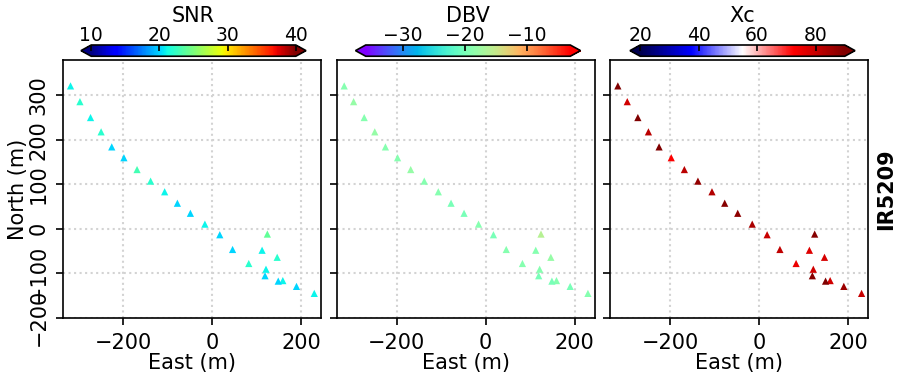 SNR DBV Xc
10 20 30 40 −30 −20 −10 20 40 60 80
North (m)
300
200
100
0
−100
−200
−200 0 200 −200 0 200 −200 0 200
East (m) East (m) East (m)
IR5209